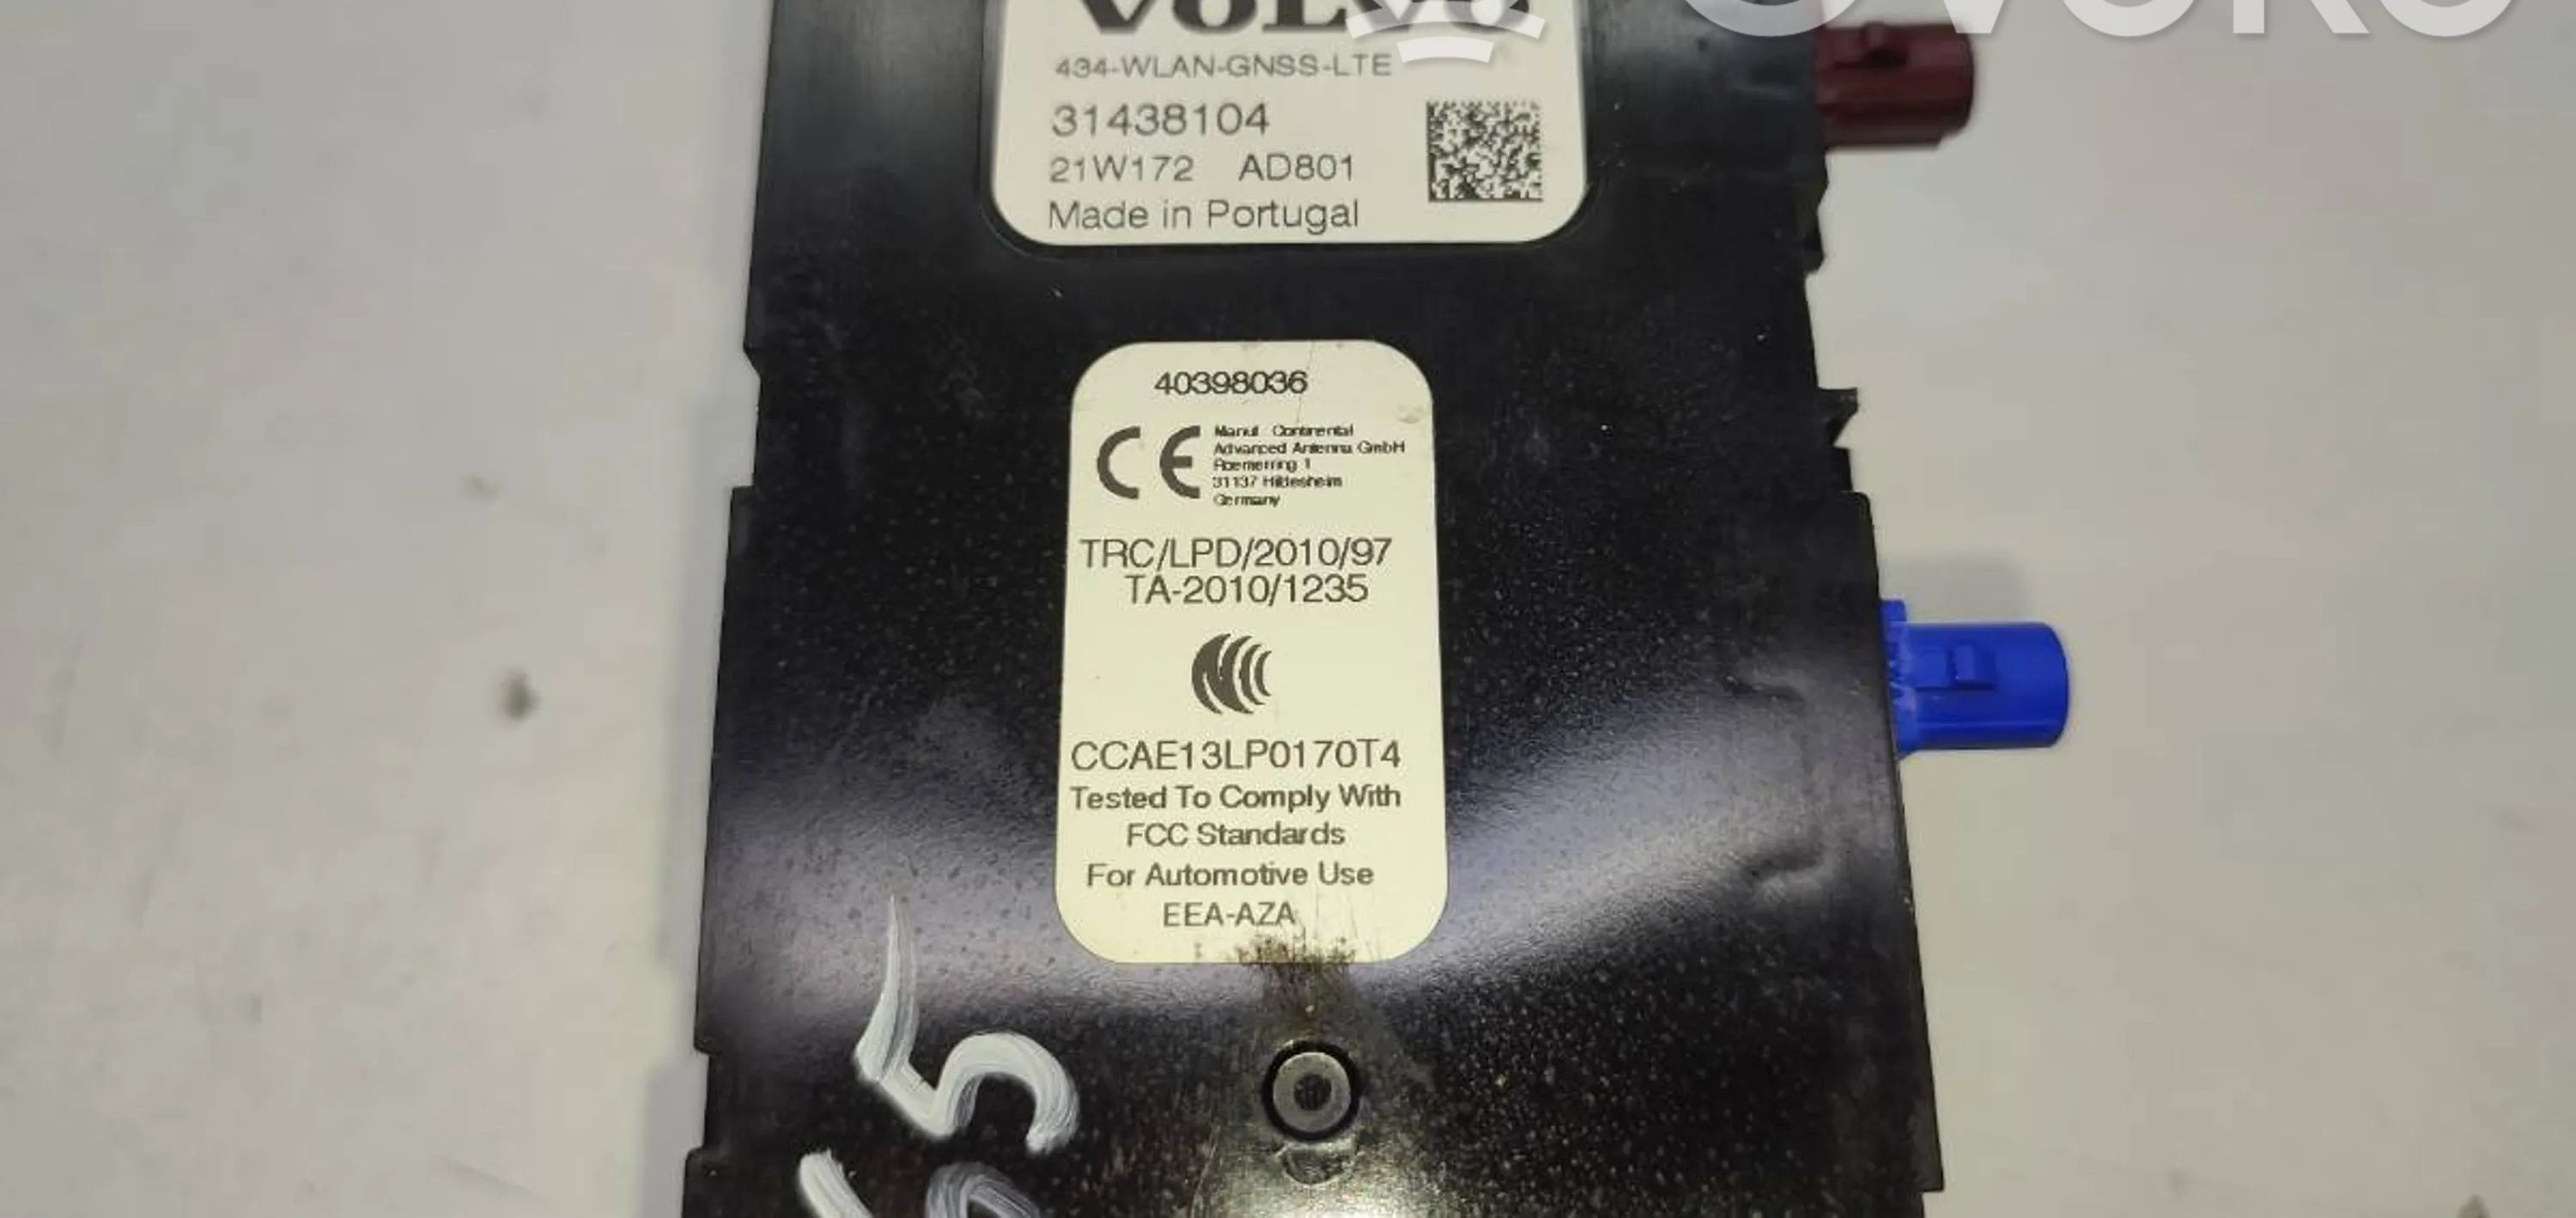 VOLVO
434-WLAN-GNSS-LTE
31438104
21W172 AD801
Made in Portugal
40398036
CE
Manuf. Continental
Advanced Antenna GmbH
Roemerring 1
31137 Hildesheim
Germany
TRC/LPD/2010/97
TA-2010/1235
CCAE13LP0170T4
Tested To Comply With
FCC Standards
For Automotive Use
EEA-AZA